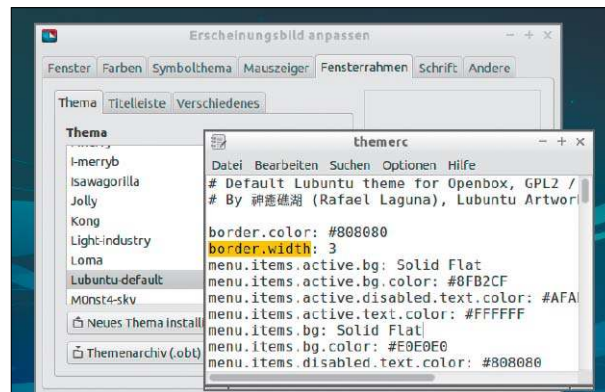 Erscheinungsbild anpassen
Fenster Farben Symbolthema Mauszeiger Fensterrahmen Schrift Andere
Thema Titelleiste Verschiedenes
Thema
I-merryb
Isawagorilla
Jolly
Kong
Light-industry
Loma
Lubuntu-default
M0nst4-sky
Neues Thema installi
Themenarchiv (.obt)
themerc
Datei Bearbeiten Suchen Optionen Hilfe
# Default Lubuntu theme for Openbox, GPL2 /
# By (Rafael Laguna), Lubuntu Artwor
border.color: #808080
border.width: 3
menu.items.active.bg: Solid Flat
menu.items.active.bg.color: #8FB2CF
menu.items.active.disabled.text.color: #AFA
menu.items.active.text.color: #FFFFFF
menu.items.bg: Solid Flat
menu.items.bg.color: #E0E0E0
menu.items.disabled.text.color: #808080